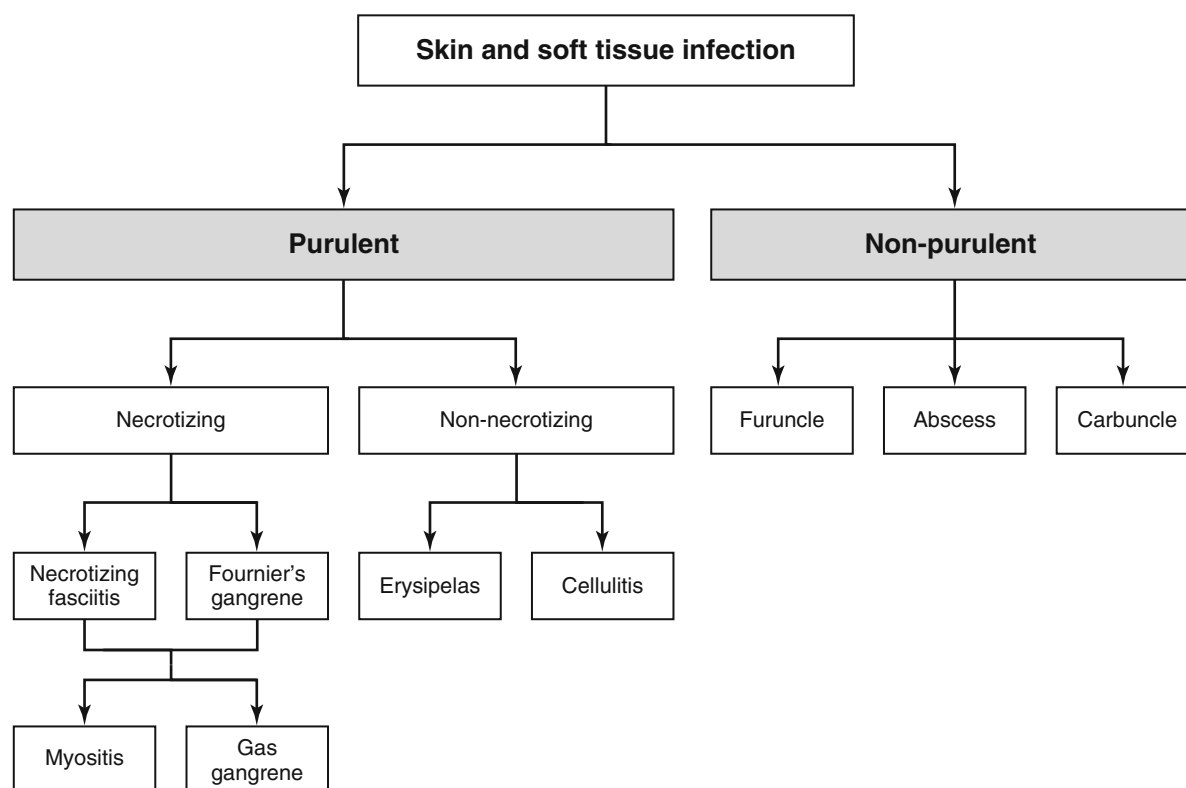 Skin and soft tissue infection
Purulent
Non-purulent
Necrotizing
Non-necrotizing
Furuncle
Abscess
Carbuncle
Necrotizing
fasciitis
Fournier's
gangrene
Erysipelas
Cellulitis
Myositis
Gas
gangrene